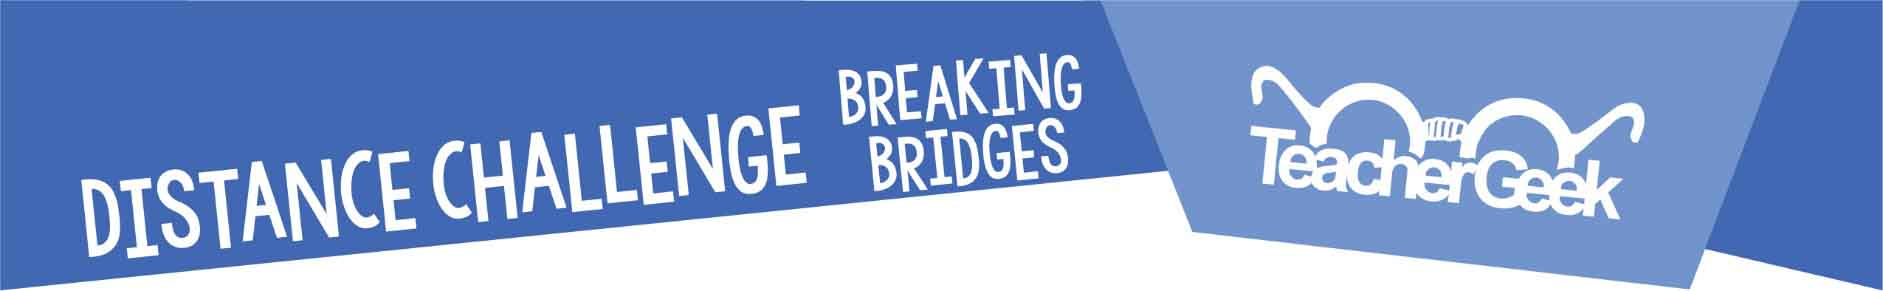 DISTANCE CHALLENGE
BREAKING
BRIDGES
TeacherGeek